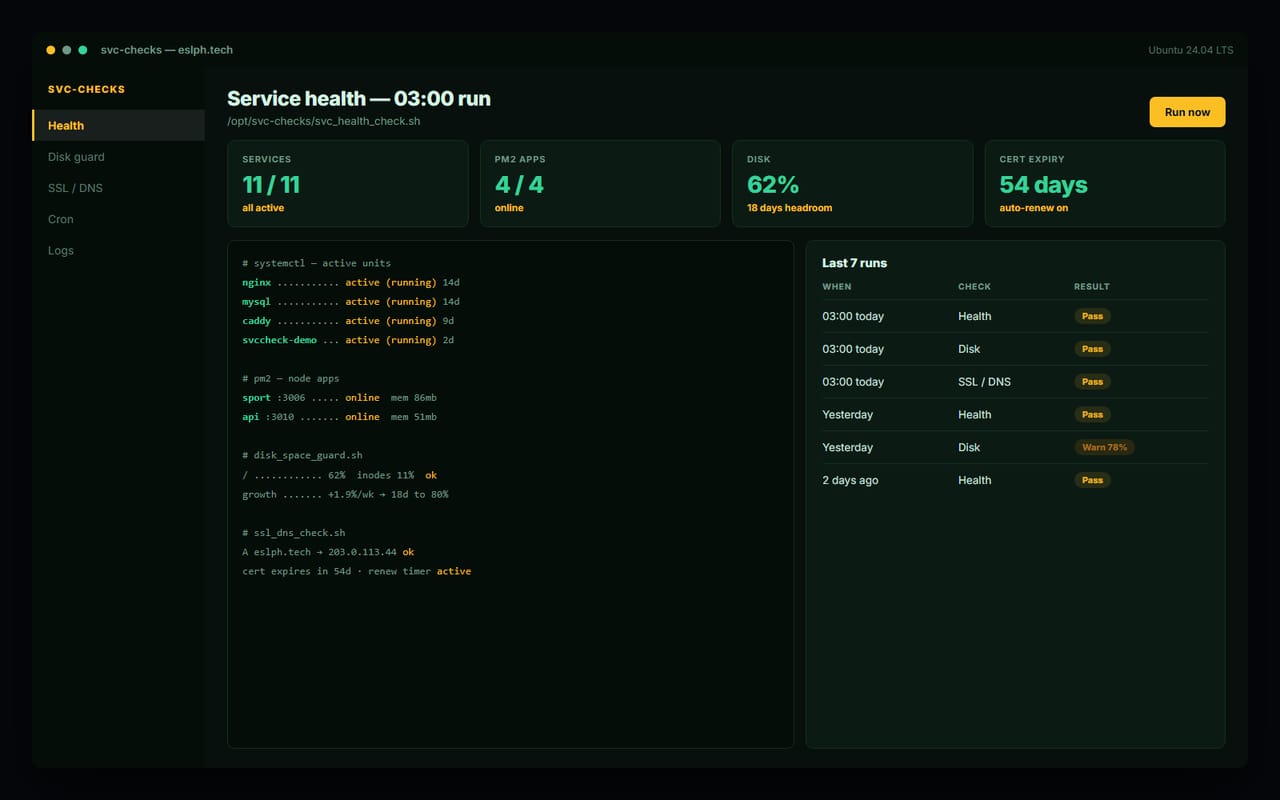 svc-checks — eslph.tech
Ubuntu 24.04 LTS
SVC-CHECKS
Health
Disk guard
SSL / DNS
Cron
Logs
Service health — 03:00 run
/opt/svc-checks/svc_health_check.sh
Run now
SERVICES
11 / 11
all active
PM2 APPS
4 / 4
online
DISK
62%
18 days headroom
CERT EXPIRY
54 days
auto-renew on
# systemctl — active units
nginx ........... active (running) 14d
mysql ........... active (running) 14d
caddy ........... active (running) 9d
svccheck-demo ... active (running) 2d
# pm2 — node apps
sport :3006 ..... online  mem 86mb
api :3010 ....... online  mem 51mb
# disk_space_guard.sh
/ ............ 62%  inodes 11%  ok
growth ....... +1.9%/wk → 18d to 80%
# ssl_dns_check.sh
A eslph.tech → 203.0.113.44 ok
cert expires in 54d · renew timer active
Last 7 runs
WHEN CHECK RESULT
03:00 today Health Pass
03:00 today Disk Pass
03:00 today SSL / DNS Pass
Yesterday Health Pass
Yesterday Disk Warn 78%
2 days ago Health Pass